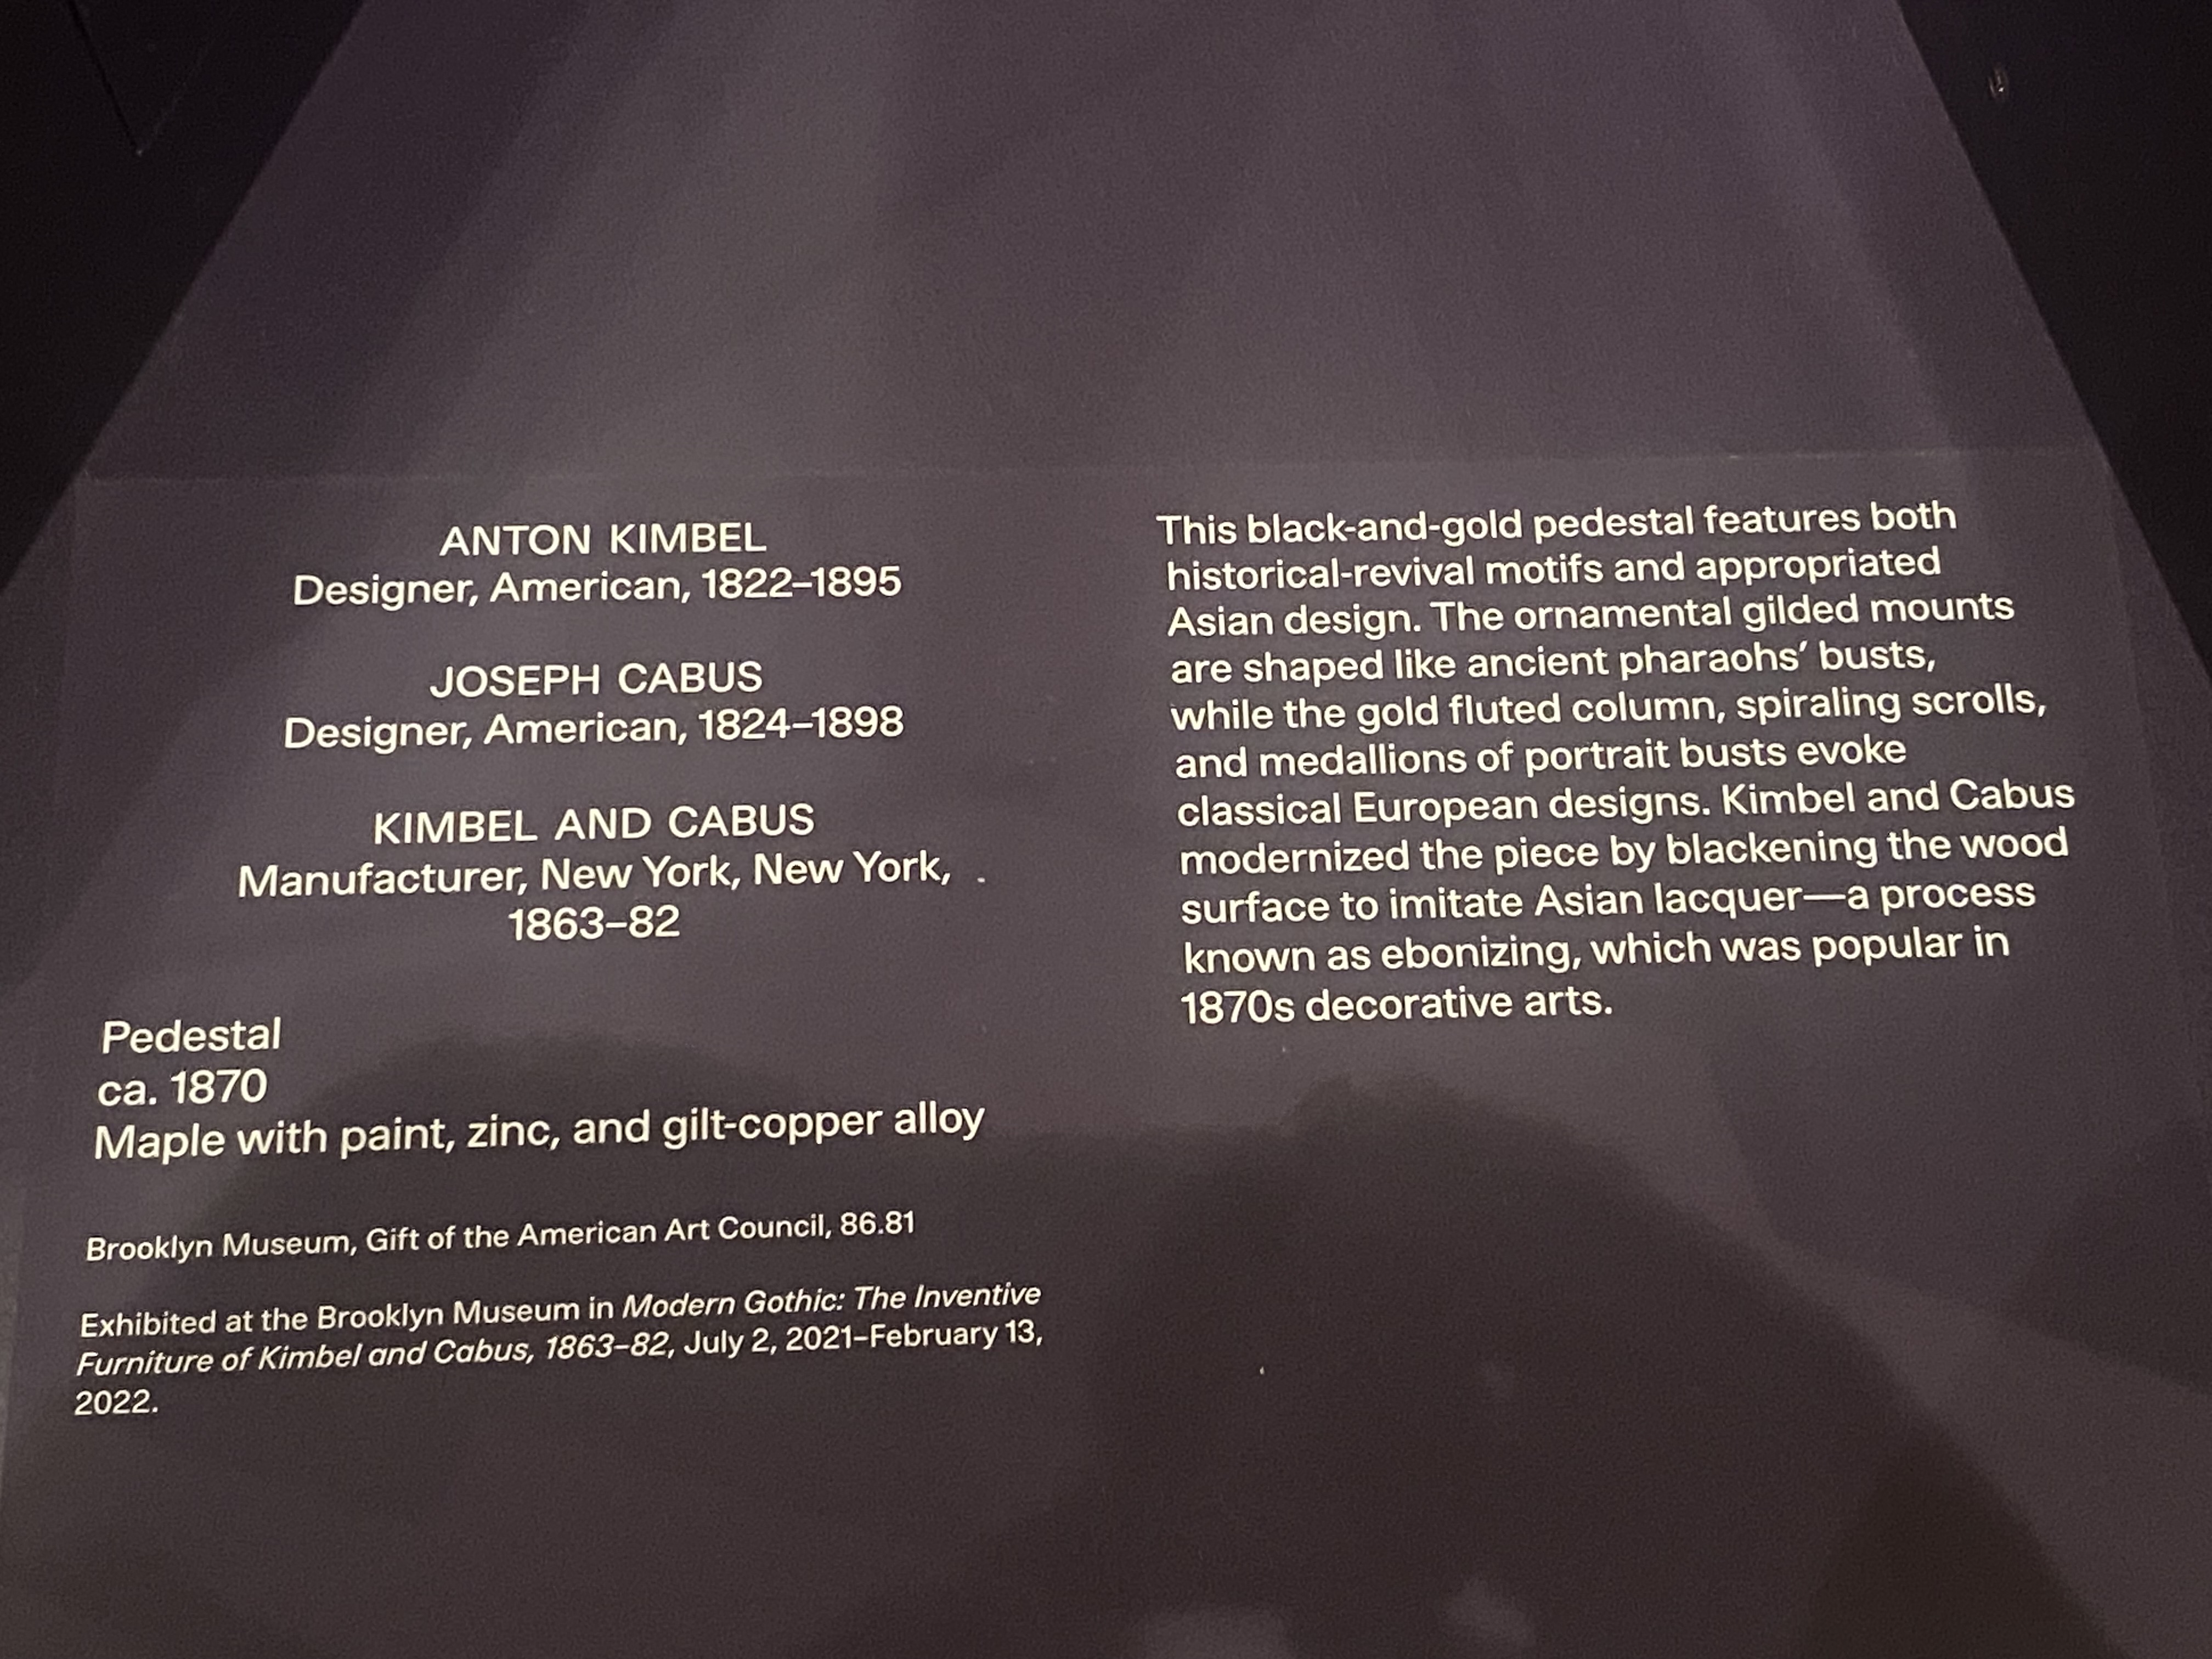 ANTON KIMBEL
Designer, American, 1822–1895
JOSEPH CABUS
Designer, American, 1824–1898
KIMBEL AND CABUS
Manufacturer, New York, New York,
1863–82
Pedestal
ca. 1870
Maple with paint, zinc, and gilt-copper alloy
Brooklyn Museum, Gift of the American Art Council, 86.81
Exhibited at the Brooklyn Museum in Modern Gothic: The Inventive
Furniture of Kimbel and Cabus, 1863–82, July 2, 2021–February 13,
2022.
This black-and-gold pedestal features both
historical-revival motifs and appropriated
Asian design. The ornamental gilded mounts
are shaped like ancient pharaohs’ busts,
while the gold fluted column, spiraling scrolls,
and medallions of portrait busts evoke
classical European designs. Kimbel and Cabus
modernized the piece by blackening the wood
surface to imitate Asian lacquer—a process
known as ebonizing, which was popular in
1870s decorative arts.